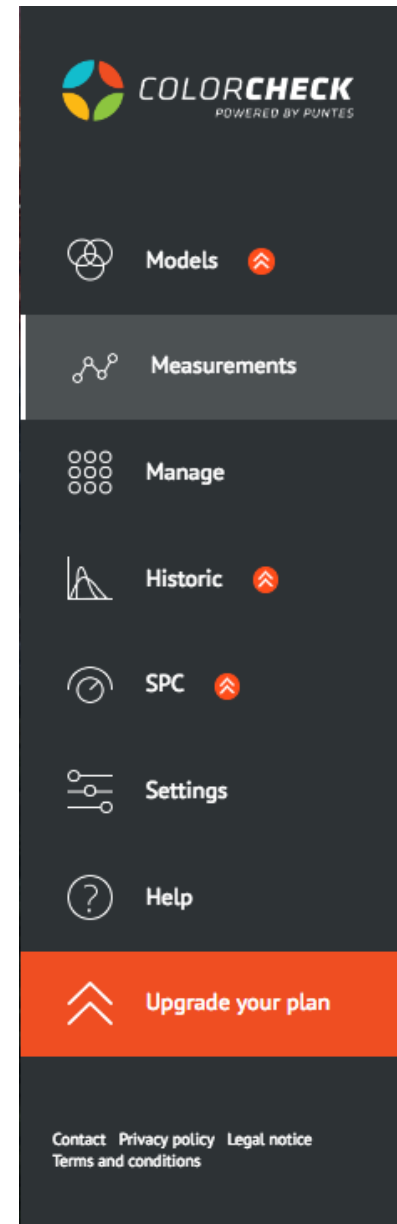 COLORCHECK
POWERED BY PUNTES
Models
Measurements
Manage
Historic
SPC
Settings
? Help
Upgrade your plan
Contact Privacy policy Legal notice
Terms and conditions